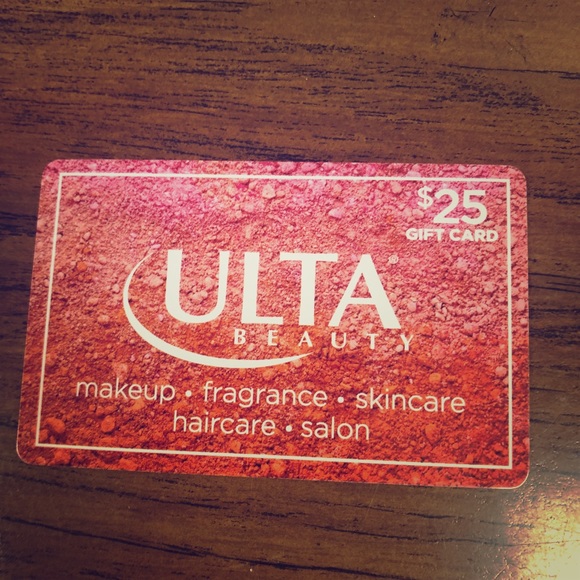 $25
GIFT CARD
ULTA®
BEAUTY
makeup • fragrance • skincare
haircare • salon